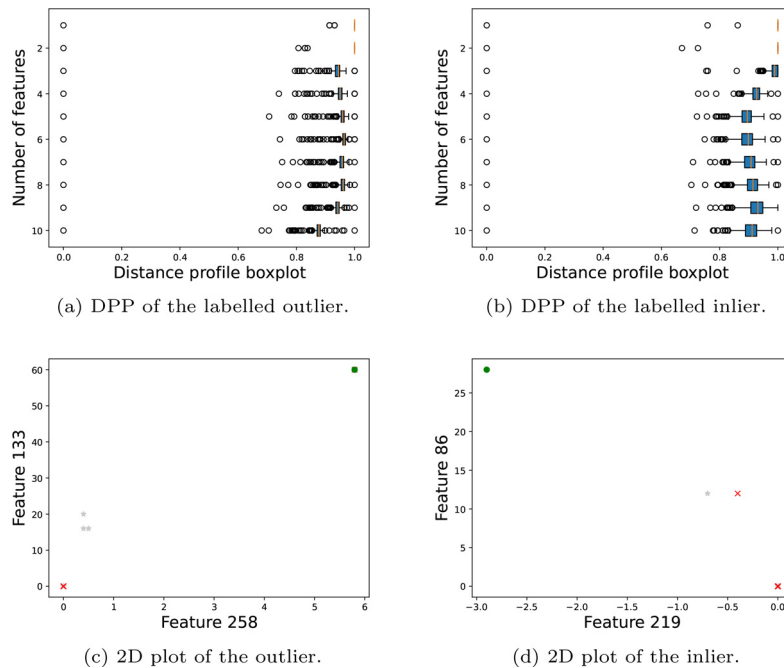 Number of features
2
4
6
8
10
0.0 0.2 0.4 0.6 0.8 1.0
Distance profile boxplot
(a) DPP of the labelled outlier.
Number of features
2
4
6
8
10
0.0 0.2 0.4 0.6 0.8 1.0
Distance profile boxplot
(b) DPP of the labelled inlier.
Feature 133
60
50
40
30
20
10
0
0 1 2 3 4 5 6
Feature 258
(c) 2D plot of the outlier.
Feature 86
25
20
15
10
5
0
−3.0 −2.5 −2.0 −1.5 −1.0 −0.5 0.0
Feature 219
(d) 2D plot of the inlier.